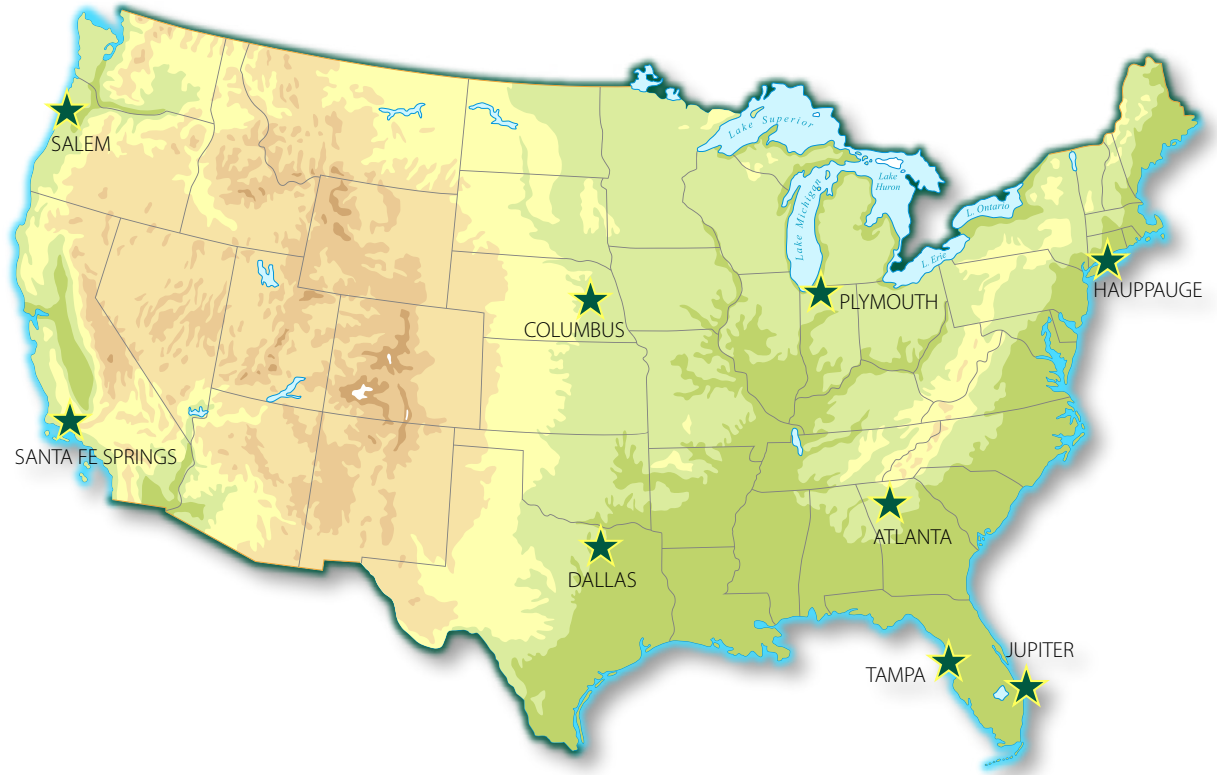 Lake Superior
SALEM
Lake
Huron
Lake Michigan
L. Ontario
L. Erie
HAUPPAUGE
PLYMOUTH
COLUMBUS
SANTA FE SPRINGS
ATLANTA
DALLAS
JUPITER
TAMPA